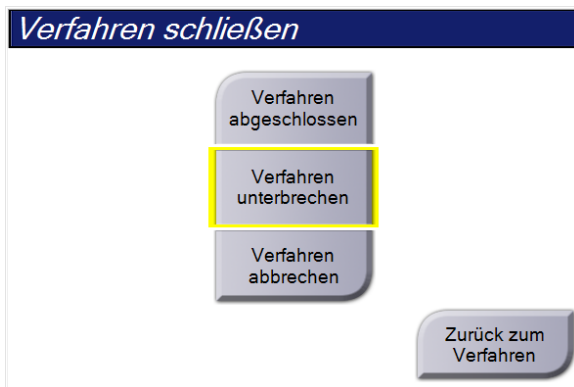 Verfahren schließen
Verfahren
abgeschlossen
Verfahren
unterbrechen
Verfahren
abbrechen
Zurück zum
Verfahren